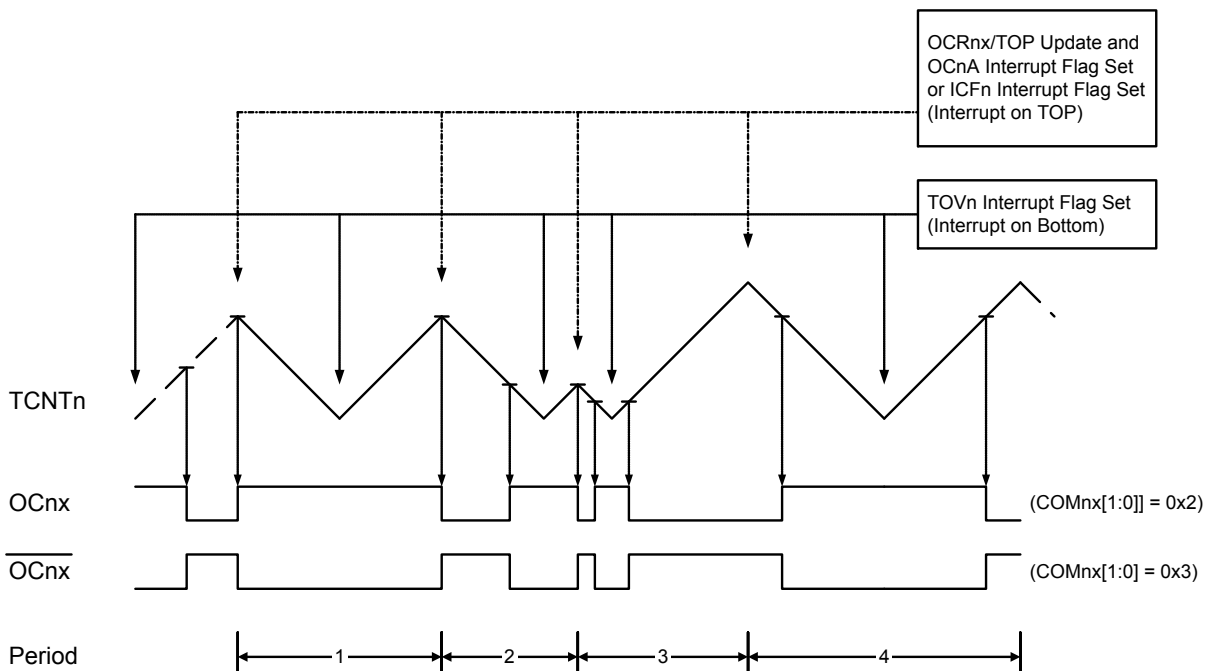 OCRnx/TOP Update and
OCnA Interrupt Flag Set
or ICFn Interrupt Flag Set
(Interrupt on TOP)
TOVn Interrupt Flag Set
(Interrupt on Bottom)
TCNTn
OCnx
(COMnx[1:0]] = 0x2)
OCnx
(COMnx[1:0] = 0x3)
Period
1
2
3
4